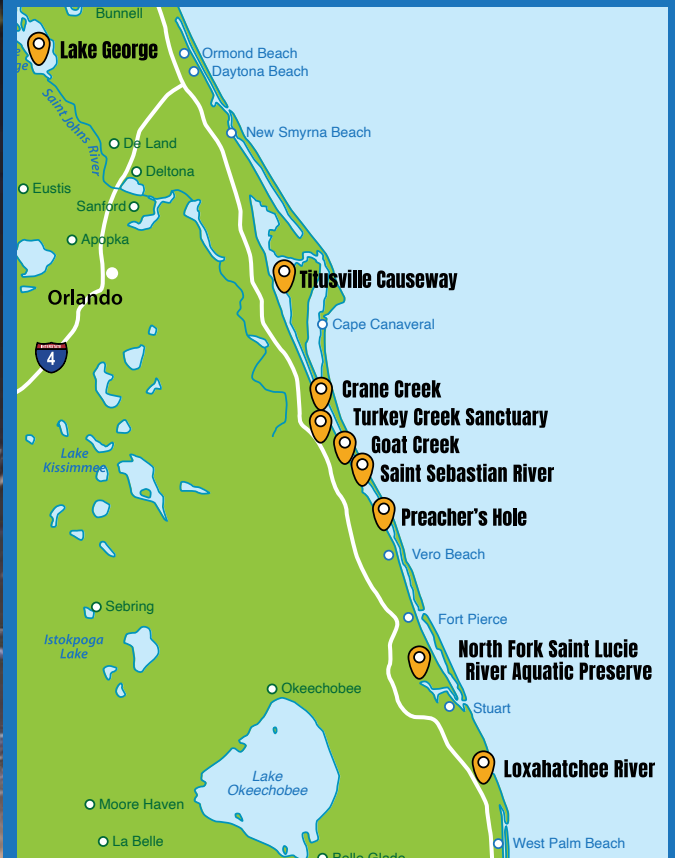 Bunnell
Lake George
ge
Ormond Beach
Daytona Beach
Saint Johns River
New Smyrna Beach
De Land
Deltona
Eustis
Sanford
Apopka
Orlando
Titusville Causeway
Cape Canaveral
4
Crane Creek
Turkey Creek Sanctuary
Goat Creek
Lake
Kissimmee
Saint Sebastian River
Preacher's Hole
Vero Beach
Sebring
Fort Pierce
Istokpoga
Lake
North Fork Saint Lucie
River Aquatic Preserve
Okeechobee
Stuart
Loxahatchee River
Lake
Okeechobee
Moore Haven
La Belle
West Palm Beach
Belle Glade